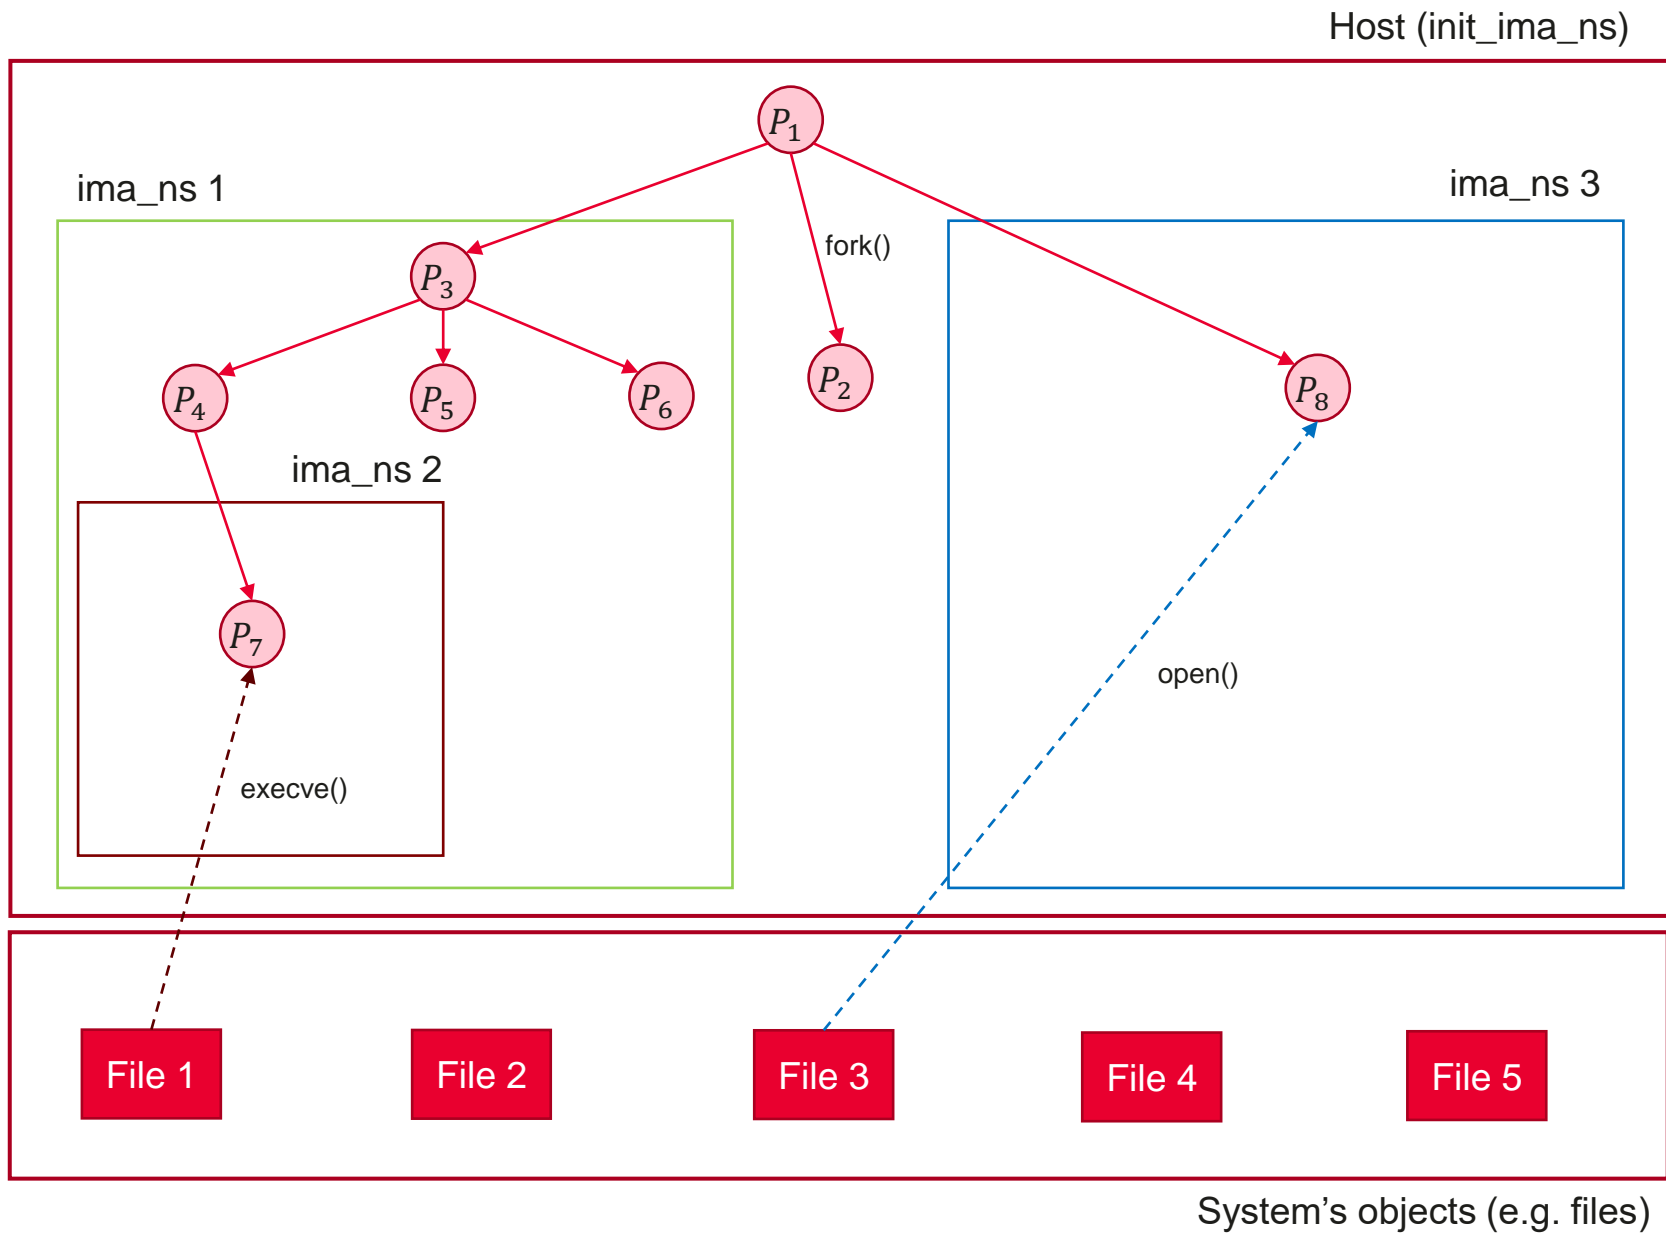 Host (init_ima_ns)
P1
ima_ns 1
ima_ns 3
fork()
P3
P4
P5
P6
P2
P8
ima_ns 2
P7
open()
execve()
File 1
File 2
File 3
File 4
File 5
System’s objects (e.g. files)